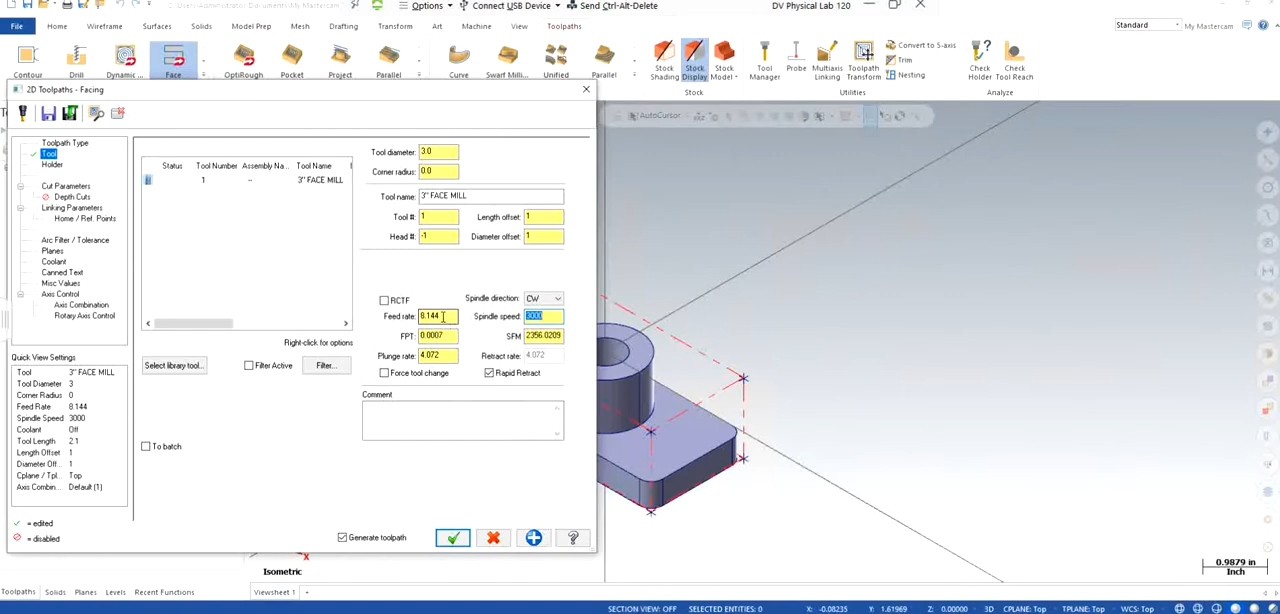 Options
Connect USB Device
Send Ctrl-Alt-Delete
DV Physical Lab 120
File
Home
Wireframe
Surfaces
Solids
Model Prep
Mesh
Drafting
Transform
Art
Machine
View
Toolpaths
Standard
My Mastercam
Contour
Drill
Dynamic ...
Face
OptiRough
Pocket
Project
Parallel
Curve
Swarf Milli...
Unified
Parallel
Stock Shading
Stock Display
Stock Model
Tool Manager
Probe
Multiaxis Linking
Toolpath Transform
Convert to 5-axis
Trim
Nesting
Check Holder
Check Tool Reach
Stock
Utilities
Analyze
2D Toolpaths - Facing
AutoCursor
Toolpath Type
Tool
Holder
Cut Parameters
Depth Cuts
Linking Parameters
Home / Ref. Points
Arc Filter / Tolerance
Planes
Coolant
Canned Text
Misc Values
Axis Control
Axis Combination
Rotary Axis Control
Status
Tool Number
Assembly Na...
Tool Name
1
--
3" FACE MILL
Right-click for options
Select library tool...
Filter Active
Filter...
To batch
Tool diameter: 3.0
Corner radius: 0.0
Tool name: 3" FACE MILL
Tool #: 1
Length offset: 1
Head #: -1
Diameter offset: 1
RCTF
Spindle direction: CW
Feed rate: 8.144
Spindle speed: 3000
FPT: 0.0007
SFM 2356.0209
Plunge rate: 4.072
Retract rate: 4.072
Force tool change
Rapid Retract
Comment
Quick View Settings
Tool 3" FACE MILL
Tool Diameter 3
Corner Radius 0
Feed Rate 8.144
Spindle Speed 3000
Coolant Off
Tool Length 2.1
Length Offset 1
Diameter Off... 1
Cplane / Tpl... Top
Axis Combin... Default (1)
= edited
= disabled
Generate toolpath
X
Isometric
0.9879 in
Inch
Toolpaths
Solids
Planes
Levels
Recent Functions
Viewsheet 1
SECTION VIEW: OFF
SELECTED ENTITIES: 0
X: -0.08235
Y: 1.61969
Z: 0.00000
3D
CPLANE: Top
TPLANE: Top
WCS: Top